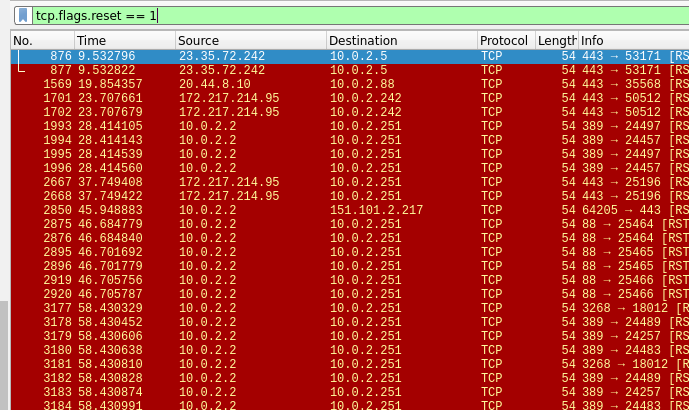 tcp.flags.reset == 1
No. Time Source Destination Protocol Length Info
876 9.532796 23.35.72.242 10.0.2.5 TCP 54 443 → 53171 [RS
877 9.532822 23.35.72.242 10.0.2.5 TCP 54 443 → 53171 [RS
1569 19.854357 20.44.8.10 10.0.2.88 TCP 54 443 → 35568 [RS
1701 23.707661 172.217.214.95 10.0.2.242 TCP 54 443 → 50512 [RS
1702 23.707679 172.217.214.95 10.0.2.242 TCP 54 443 → 50512 [RS
1993 28.414105 10.0.2.2 10.0.2.251 TCP 54 389 → 24497 [RS
1994 28.414143 10.0.2.2 10.0.2.251 TCP 54 389 → 24457 [RS
1995 28.414539 10.0.2.2 10.0.2.251 TCP 54 389 → 24497 [RS
1996 28.414560 10.0.2.2 10.0.2.251 TCP 54 389 → 24457 [RS
2667 37.749408 172.217.214.95 10.0.2.251 TCP 54 443 → 25196 [RS
2668 37.749422 172.217.214.95 10.0.2.251 TCP 54 443 → 25196 [RS
2850 45.948883 10.0.2.2 151.101.2.217 TCP 54 64205 → 443 [RS
2875 46.684779 10.0.2.2 10.0.2.251 TCP 54 88 → 25464 [RST
2876 46.684840 10.0.2.2 10.0.2.251 TCP 54 88 → 25464 [RST
2895 46.701692 10.0.2.2 10.0.2.251 TCP 54 88 → 25465 [RST
2896 46.701779 10.0.2.2 10.0.2.251 TCP 54 88 → 25465 [RST
2919 46.705756 10.0.2.2 10.0.2.251 TCP 54 88 → 25466 [RST
2920 46.705787 10.0.2.2 10.0.2.251 TCP 54 88 → 25466 [RST
3177 58.430329 10.0.2.2 10.0.2.251 TCP 54 3268 → 18012 [R
3178 58.430452 10.0.2.2 10.0.2.251 TCP 54 389 → 24489 [RS
3179 58.430606 10.0.2.2 10.0.2.251 TCP 54 389 → 24257 [RS
3180 58.430638 10.0.2.2 10.0.2.251 TCP 54 389 → 24483 [RS
3181 58.430810 10.0.2.2 10.0.2.251 TCP 54 3268 → 18012 [R
3182 58.430828 10.0.2.2 10.0.2.251 TCP 54 389 → 24489 [RS
3183 58.430874 10.0.2.2 10.0.2.251 TCP 54 389 → 24257 [RS
3184 58.430991 10.0.2.2 10.0.2.251 TCP 54 389 → 24483 [RS